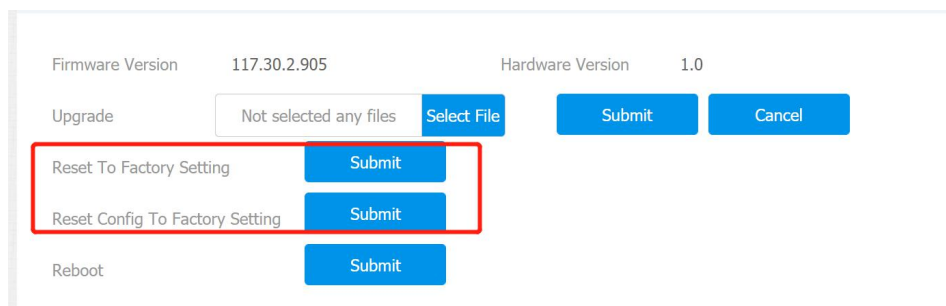 Firmware Version 117.30.2.905 Hardware Version 1.0
Upgrade Not selected any files Select File Submit Cancel
Reset To Factory Setting Submit
Reset Config To Factory Setting Submit
Reboot Submit